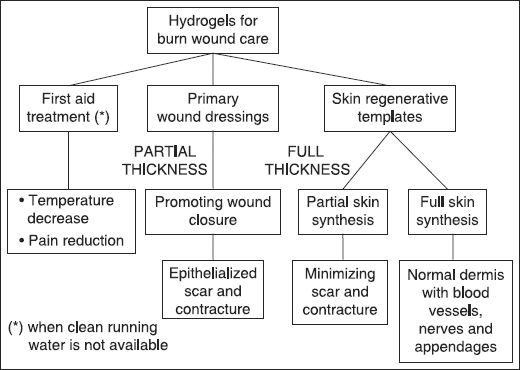 Hydrogels for
burn wound care
First aid
treatment (*)
Primary
wound dressings
Skin regenerative
templates
PARTIAL
THICKNESS
FULL
THICKNESS
• Temperature
decrease
• Pain reduction
Promoting wound
closure
Partial skin
synthesis
Full skin
synthesis
Epithelialized
scar and
contracture
Minimizing
scar and
contracture
Normal dermis
with blood
vessels,
nerves and
appendages
(*) when clean running
water is not available